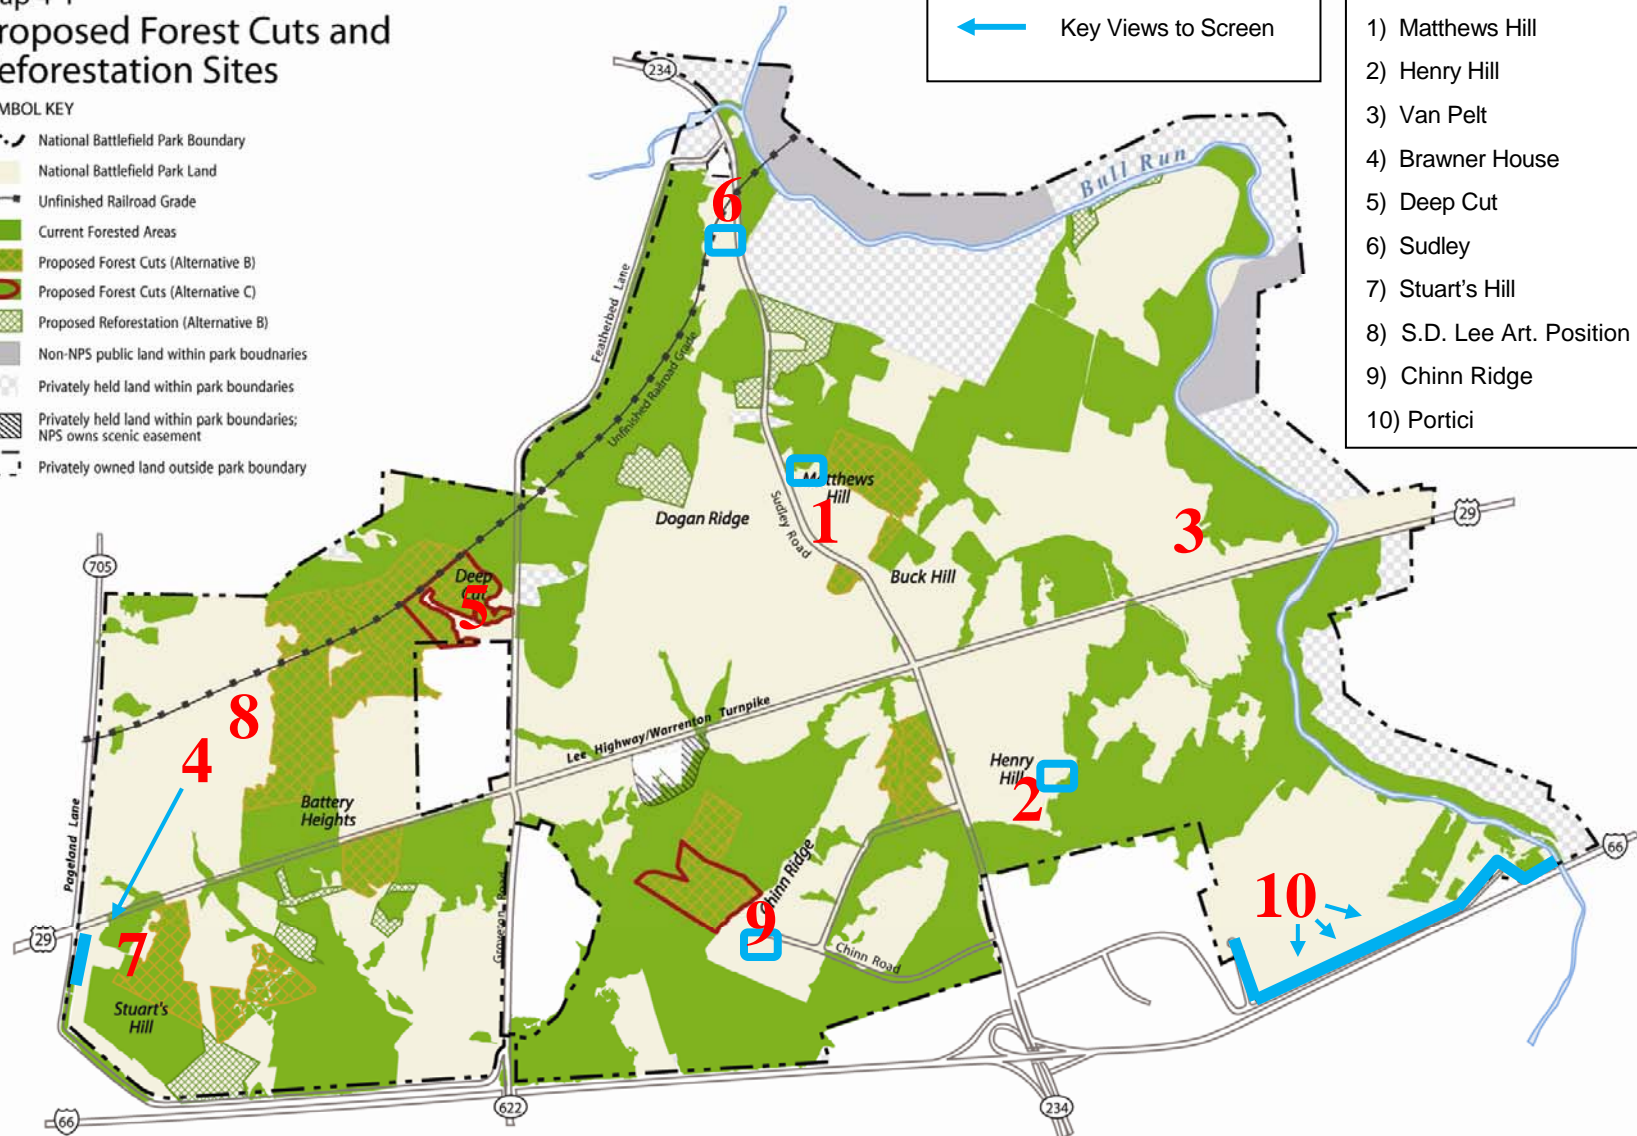 roposed Forest Cuts and
eforestation Sites
MBOL KEY
National Battlefield Park Boundary
National Battlefield Park Land
Unfinished Railroad Grade
Current Forested Areas
Proposed Forest Cuts (Alternative B)
Proposed Forest Cuts (Alternative C)
Proposed Reforestation (Alternative B)
Non-NPS public land within park boudnaries
Privately held land within park boundaries
Privately held land within park boundaries;
NPS owns scenic easement
Privately owned land outside park boundary
Key Views to Screen
1) Matthews Hill
2) Henry Hill
3) Van Pelt
4) Brawner House
5) Deep Cut
6) Sudley
7) Stuart's Hill
8) S.D. Lee Art. Position
9) Chinn Ridge
10) Portici
234
Bull Run
6
Featherbed Lane
Unfinished Railroad Grade
Matthews
Hill
1
Dogan Ridge
Sudley Road
3
29
705
Deep
Cut
5
Buck Hill
8
4
Lee Highway/Warrenton Turnpike
Henry
Hill
2
Battery
Heights
Pageland Lane
66
Chinn Ridge
10
9
29
7
Groveton Road
Chinn Road
Stuart's
Hill
66
622
234